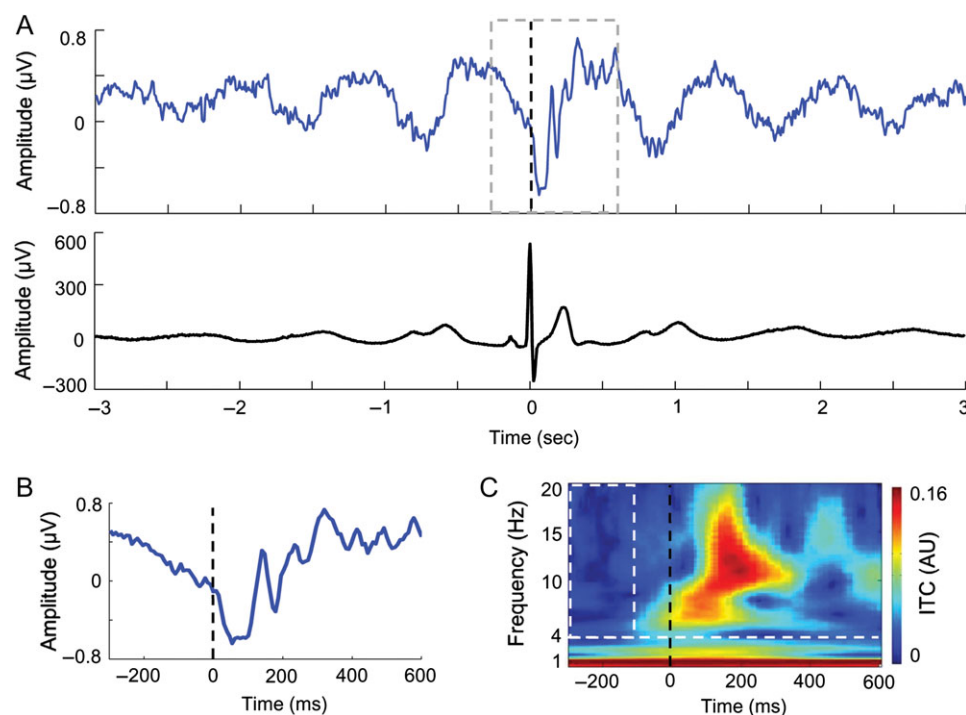 A
Amplitude (µV)
0.8
0
–0.8
Amplitude (µV)
600
300
0
–300
–3 –2 –1 0 1 2 3
Time (sec)
B
Amplitude (µV)
0.8
0
–0.8
–200 0 200 400 600
Time (ms)
C
Frequency (Hz)
20
15
10
4
1
–200 0 200 400 600
Time (ms)
0.16
0
ITC (AU)